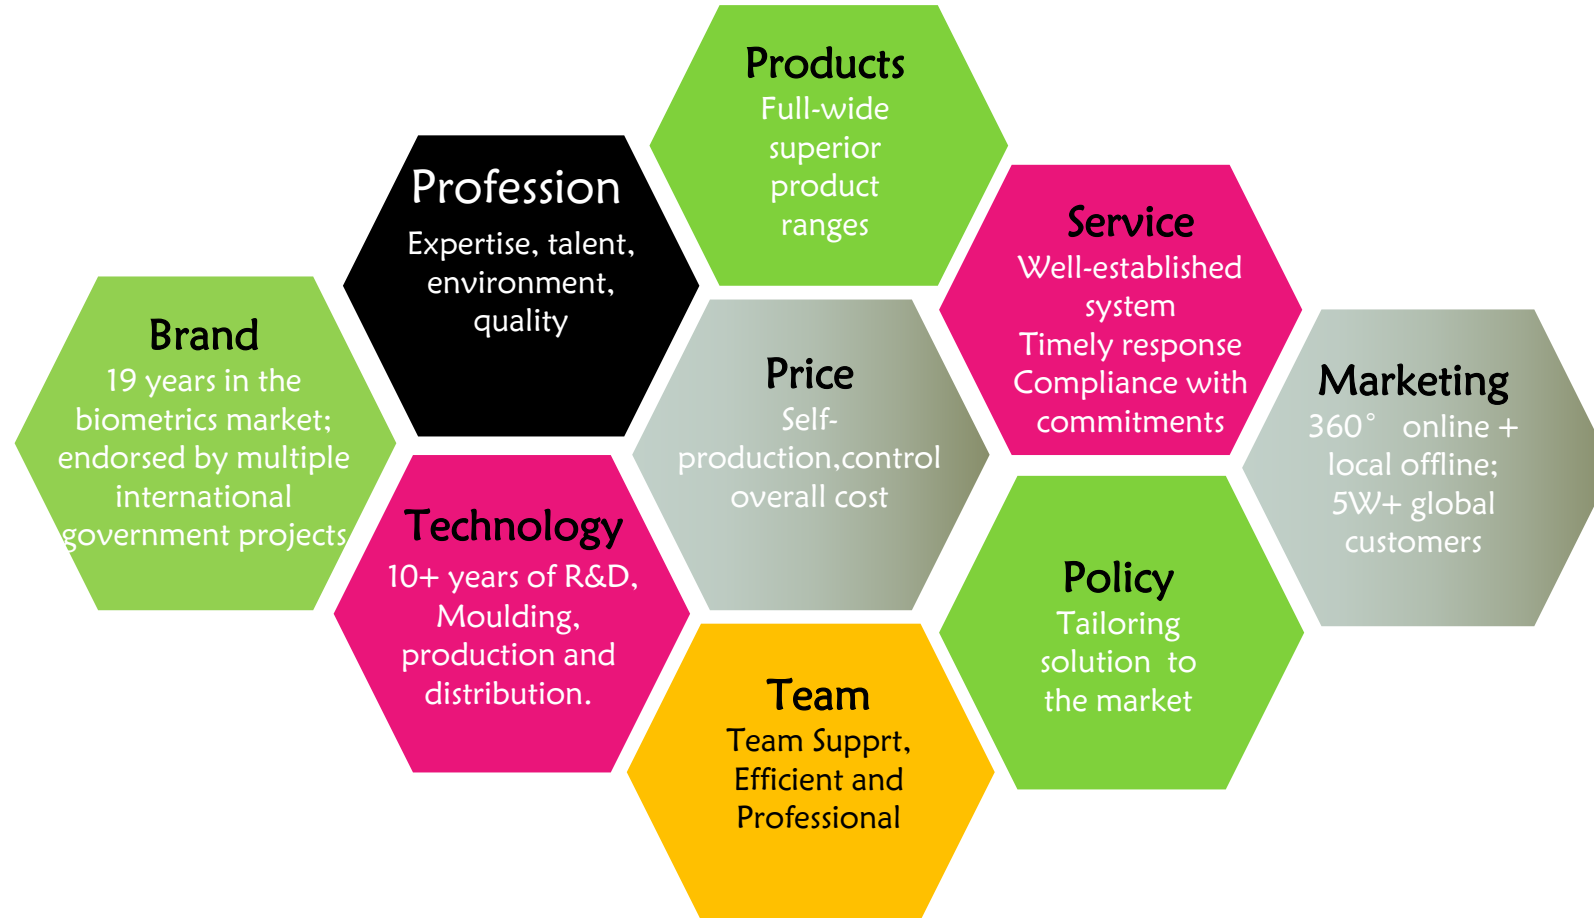 Products
Full-wide
superior
product
ranges
Profession
Expertise, talent,
environment,
quality
Service
Well-established
system
Timely response
Compliance with
commitments
Brand
19 years in the
biometrics market;
endorsed by multiple
international
government projects
Price
Self-
production,control
overall cost
Marketing
360° online +
local offline;
5W+ global
customers
Technology
10+ years of R&D,
Moulding,
production and
distribution.
Policy
Tailoring
solution to
the market
Team
Team Supprt,
Efficient and
Professional